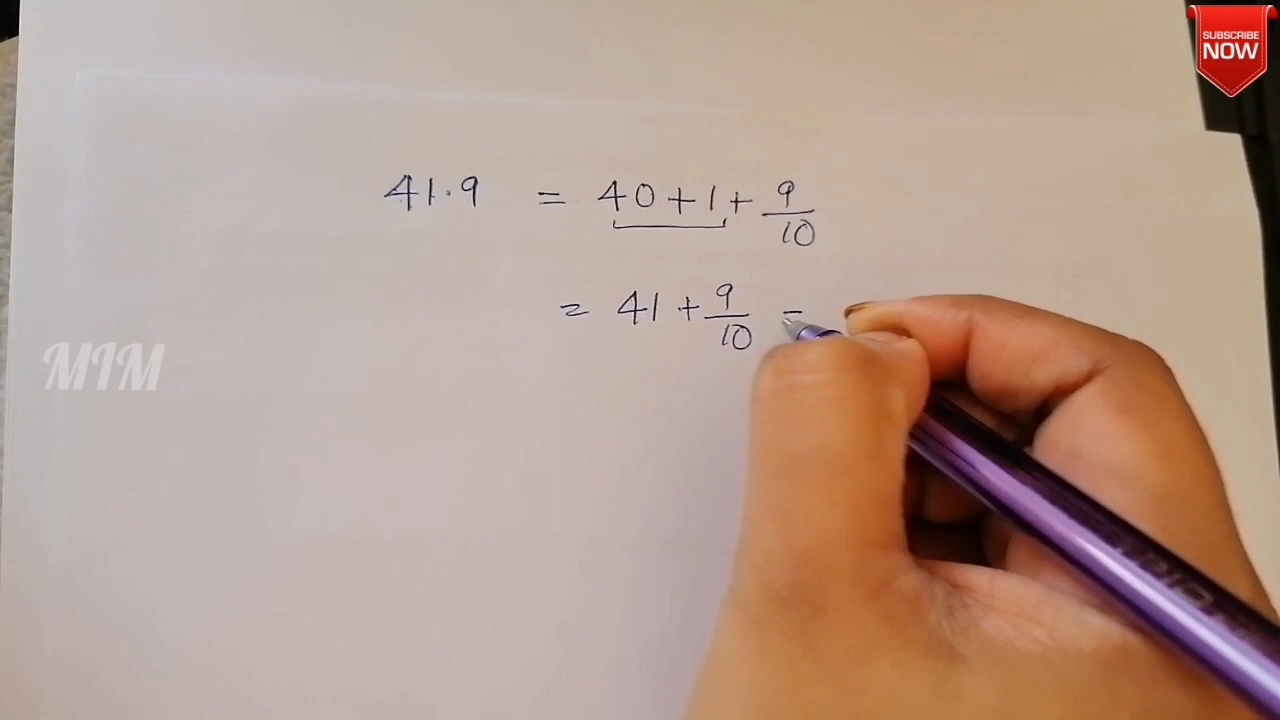 SUBSCRIBE
NOW
41.9 = 40+1+ 9/10
= 41 + 9/10 =
MIM